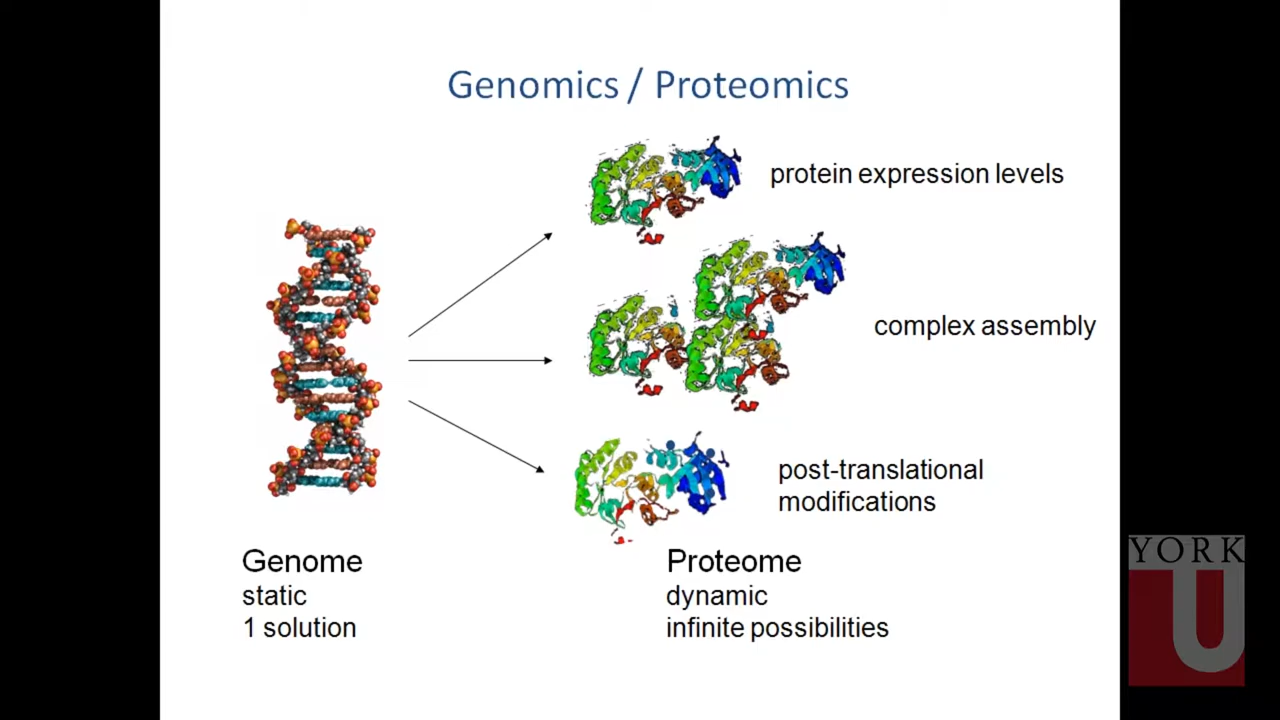 Genomics / Proteomics
protein expression levels
complex assembly
post-translational
modifications
Genome
static
1 solution
Proteome
dynamic
infinite possibilities
YORK
U